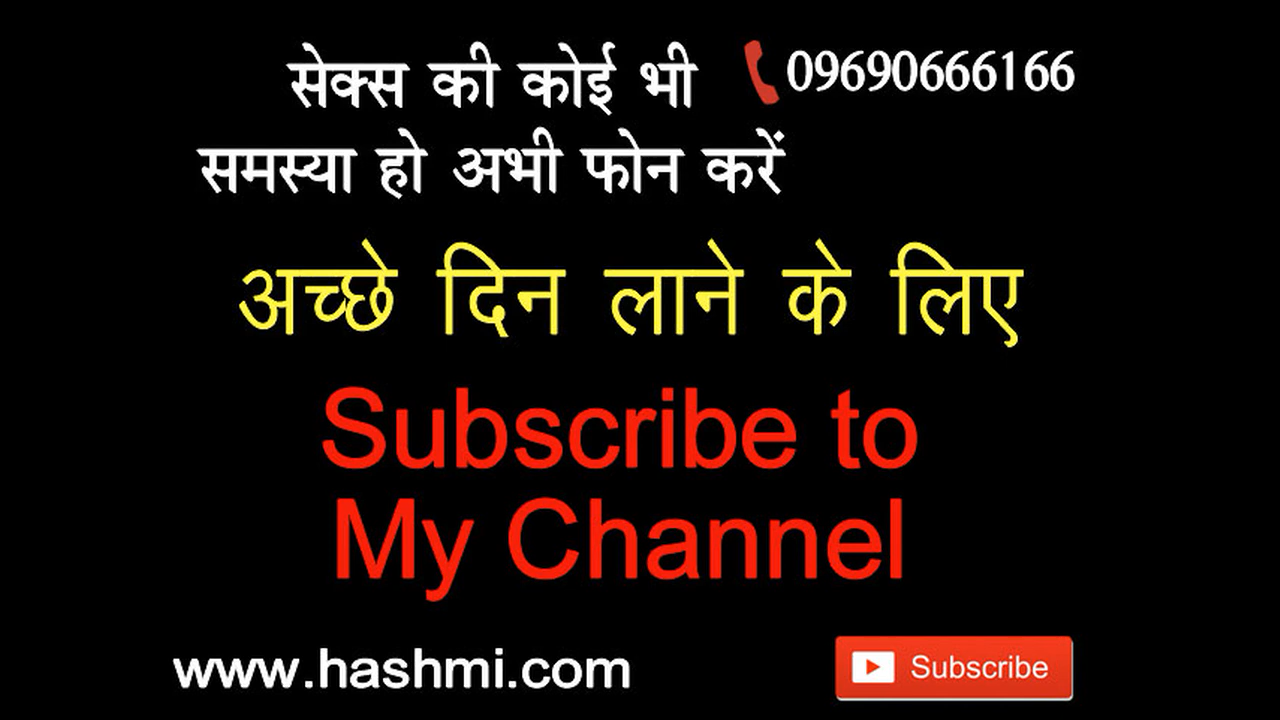 सेक्स की कोई भी 09690666166
समस्या हो अभी फोन करें
अच्छे दिन लाने के लिए
Subscribe to
My Channel
www.hashmi.com
Subscribe